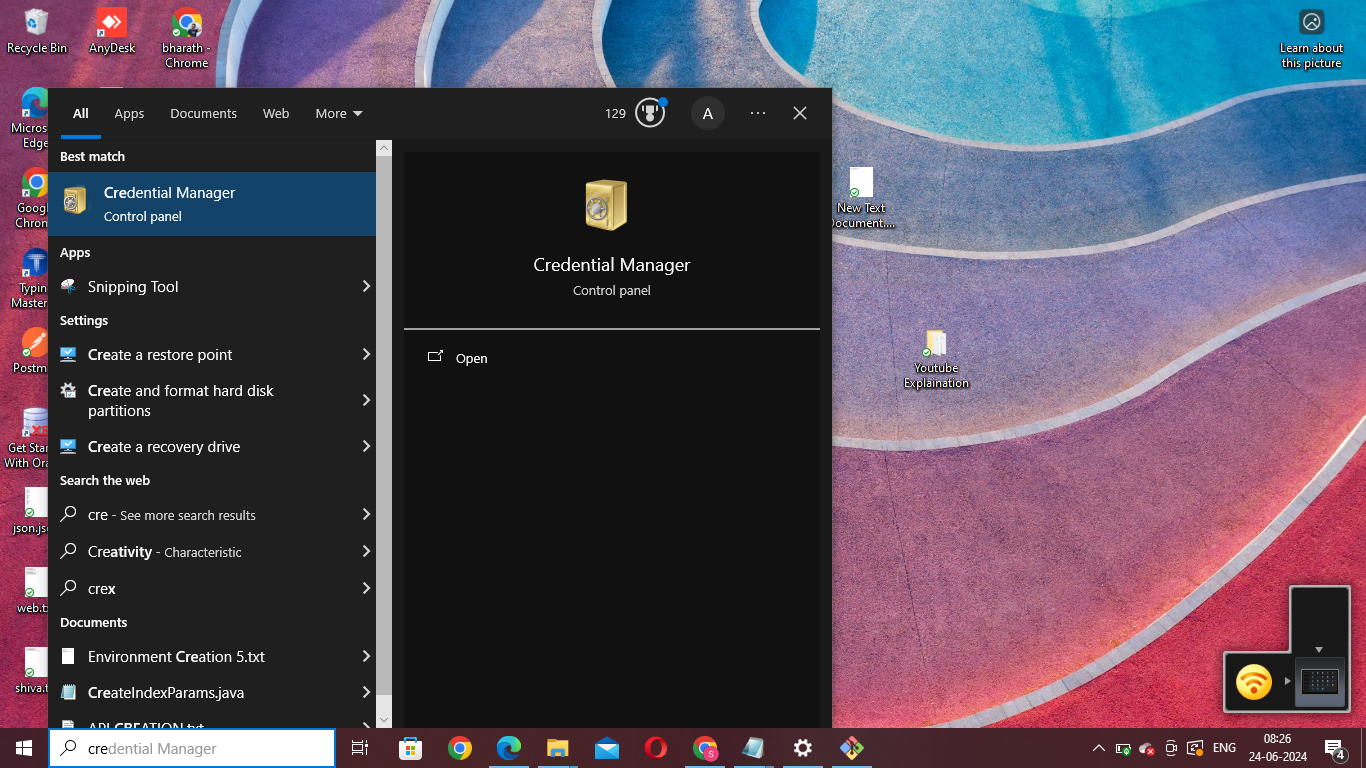 Recycle Bin
AnyDesk
bharath -
Chrome
Learn about
this picture
Micros
Edge
Goog
Chrom
Typin
Master
Postm
Get Star
With Ora
json.js
web.t
shiva.t
All
Apps
Documents
Web
More
129
A
Best match
Credential Manager
Control panel
Apps
Snipping Tool
Settings
Create a restore point
Create and format hard disk
partitions
Create a recovery drive
Search the web
cre - See more search results
Creativity - Characteristic
crex
Documents
Environment Creation 5.txt
CreateIndexParams.java
API CREATION.txt
Credential Manager
Control panel
Open
New Text
Document....
Youtube
Explaination
credential Manager
S
ENG
08:26
24-06-2024
4